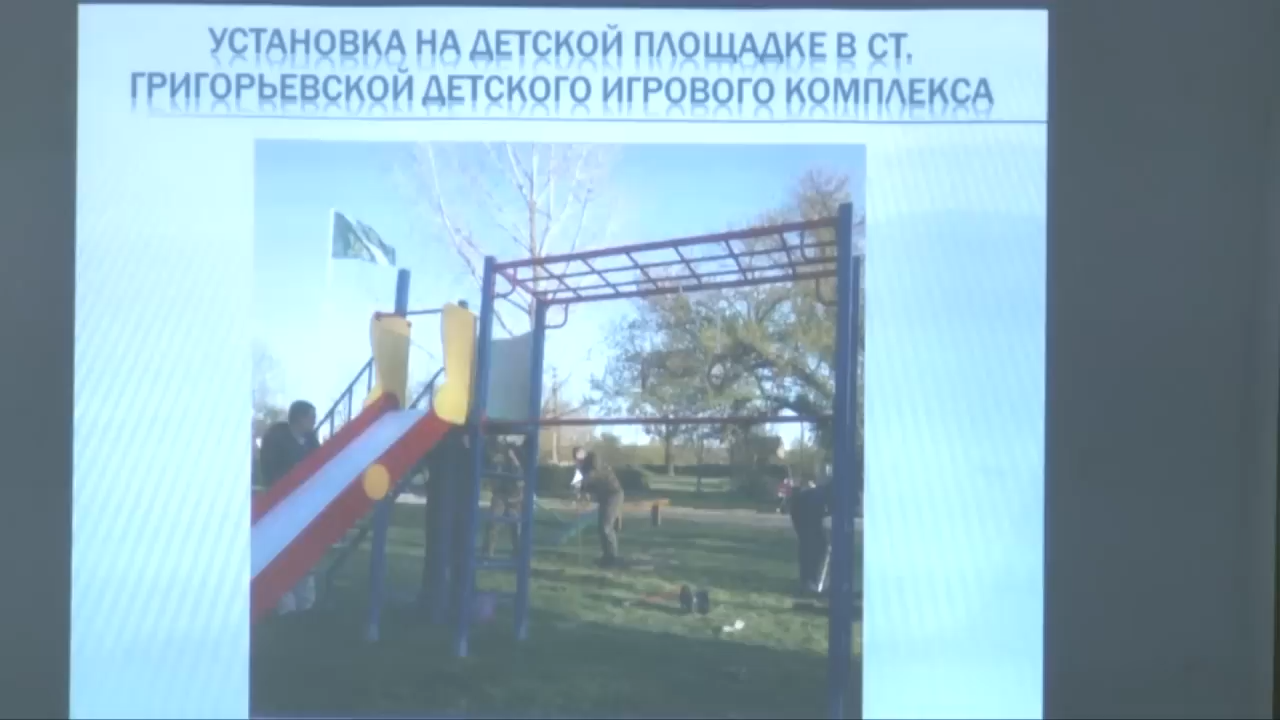 УСТАНОВКА НА ДЕТСКОЙ ПЛОЩАДКЕ В СТ.
ГРИГОРЬЕВСКОЙ ДЕТСКОГО ИГРОВОГО КОМПЛЕКСА